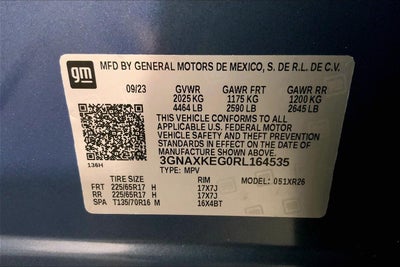 gm
MFD BY GENERAL MOTORS DE MEXICO, S. DE R.L. DE C.V.
09/23 GVWR GAWR FRT GAWR RR
2025 KG 1175 KG 1200 KG
4464 LB 2590 LB 2645 LB
THIS VEHICLE CONFORMS TO ALL
APPLICABLE U.S. FEDERAL MOTOR
VEHICLE SAFETY AND THEFT PREVENTION
STANDARDS IN EFFECT ON THE DATE OF
MANUFACTURE SHOWN ABOVE.
3GNAXKEG0RL164535
136H TYPE: MPV
TIRE SIZE RIM MODEL: 051XR26
FRT 225/65R17 H 17X7J
RR 225/65R17 H 17X7J
SP T135/70R16 M 16X4BT